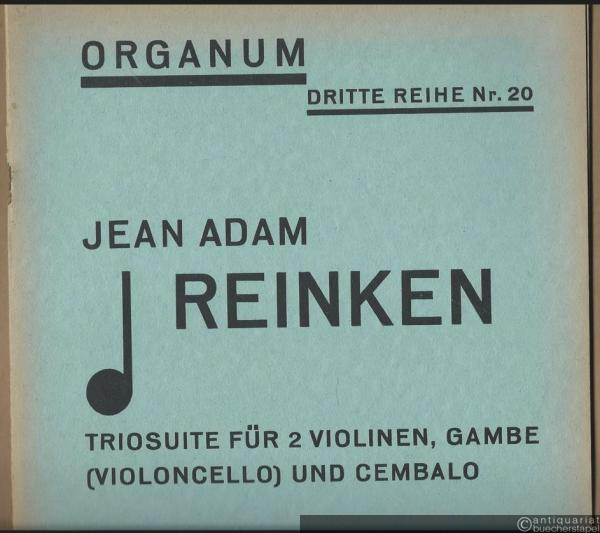 ORGANUM
DRITTE REIHE Nr. 20
JEAN ADAM
REINKEN
TRIOSUITE FÜR 2 VIOLINEN, GAMBE
(VIOLONCELLO) UND CEMBALO
©antiquariat
buecherstapel